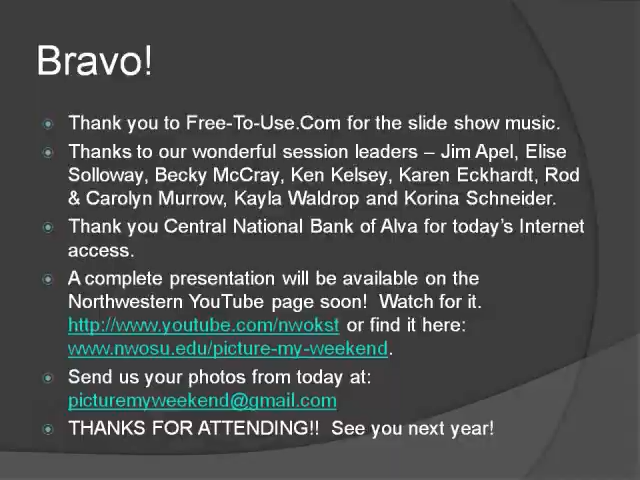 Bravo!
Thank you to Free-To-Use.Com for the slide show music.
Thanks to our wonderful session leaders – Jim Apel, Elise
Solloway, Becky McCray, Ken Kelsey, Karen Eckhardt, Rod
& Carolyn Murrow, Kayla Waldrop and Korina Schneider.
Thank you Central National Bank of Alva for today's Internet
access.
A complete presentation will be available on the
Northwestern YouTube page soon!  Watch for it.
http://www.youtube.com/nwokst or find it here:
www.nwosu.edu/picture-my-weekend.
Send us your photos from today at:
picturemyweekend@gmail.com
THANKS FOR ATTENDING!!  See you next year!